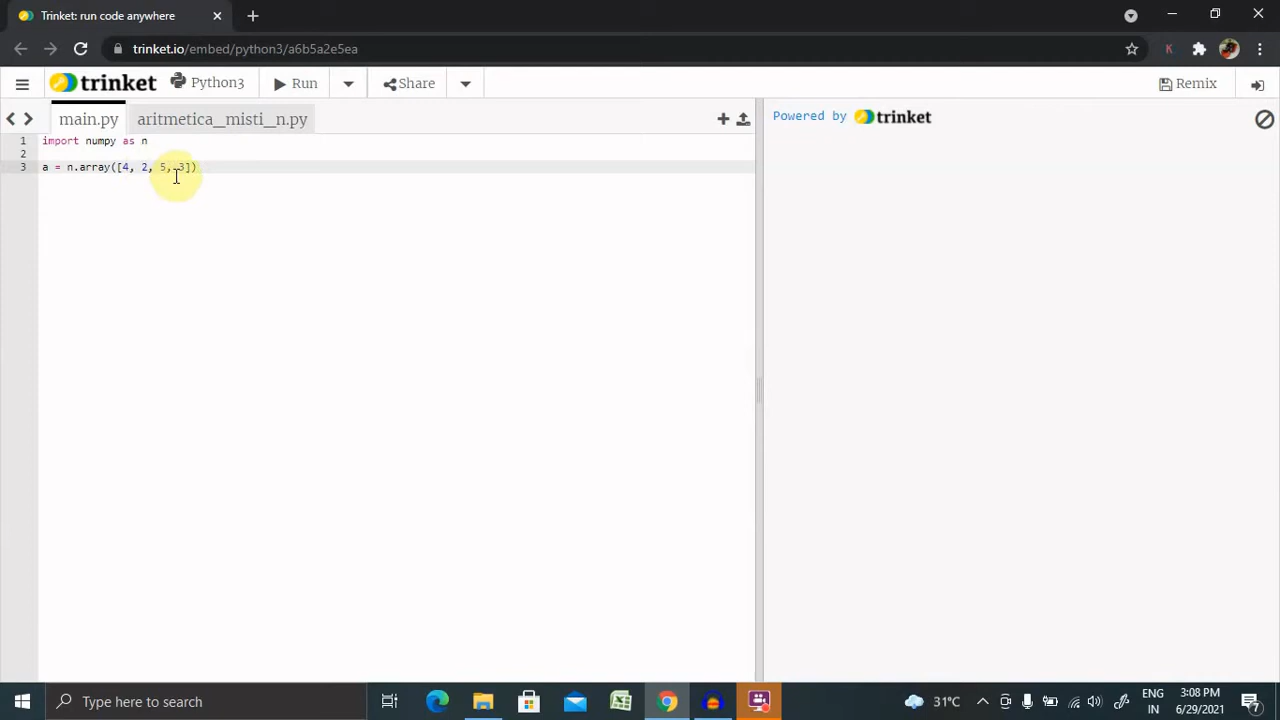 Trinket: run code anywhere
trinket.io/embed/python3/a6b5a2e5ea
K
trinket Python3 Run Share Remix
main.py aritmetica__misti__n.py
Powered by trinket
1 import numpy as n
2
3 a = n.array([4, 2, 5, 3])
Type here to search
31°C
ENG
IN
3:08 PM
6/29/2021
7